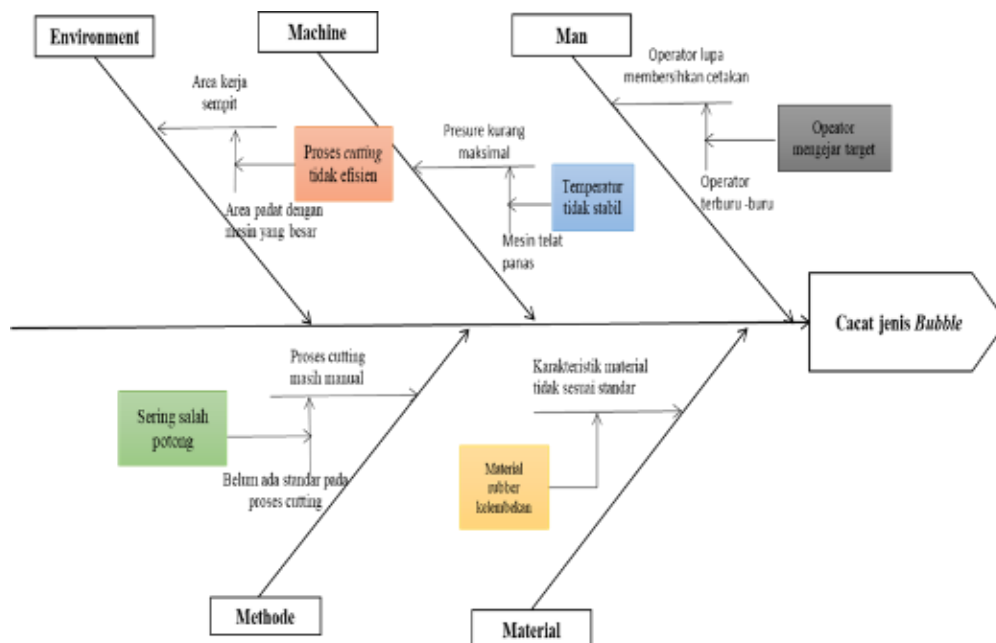 Environment
Machine
Man
Area kerja
sempit
Proses cutting
tidak efisien
Area padat dengan
mesin yang besar
Presure kurang
maksimal
Temperatur
tidak stabil
Mesin telat
panas
Operator lupa
membersihkan cetakan
Opeator
mengejar target
Operator
terburu -buru
Cacat jenis Bubble
Proses cutting
masih manual
Sering salah
potong
Belum ada standar pada
proses cutting
Karakteristik material
tidak sesuai standar
Material
rubber
kelembekan
Methode
Material